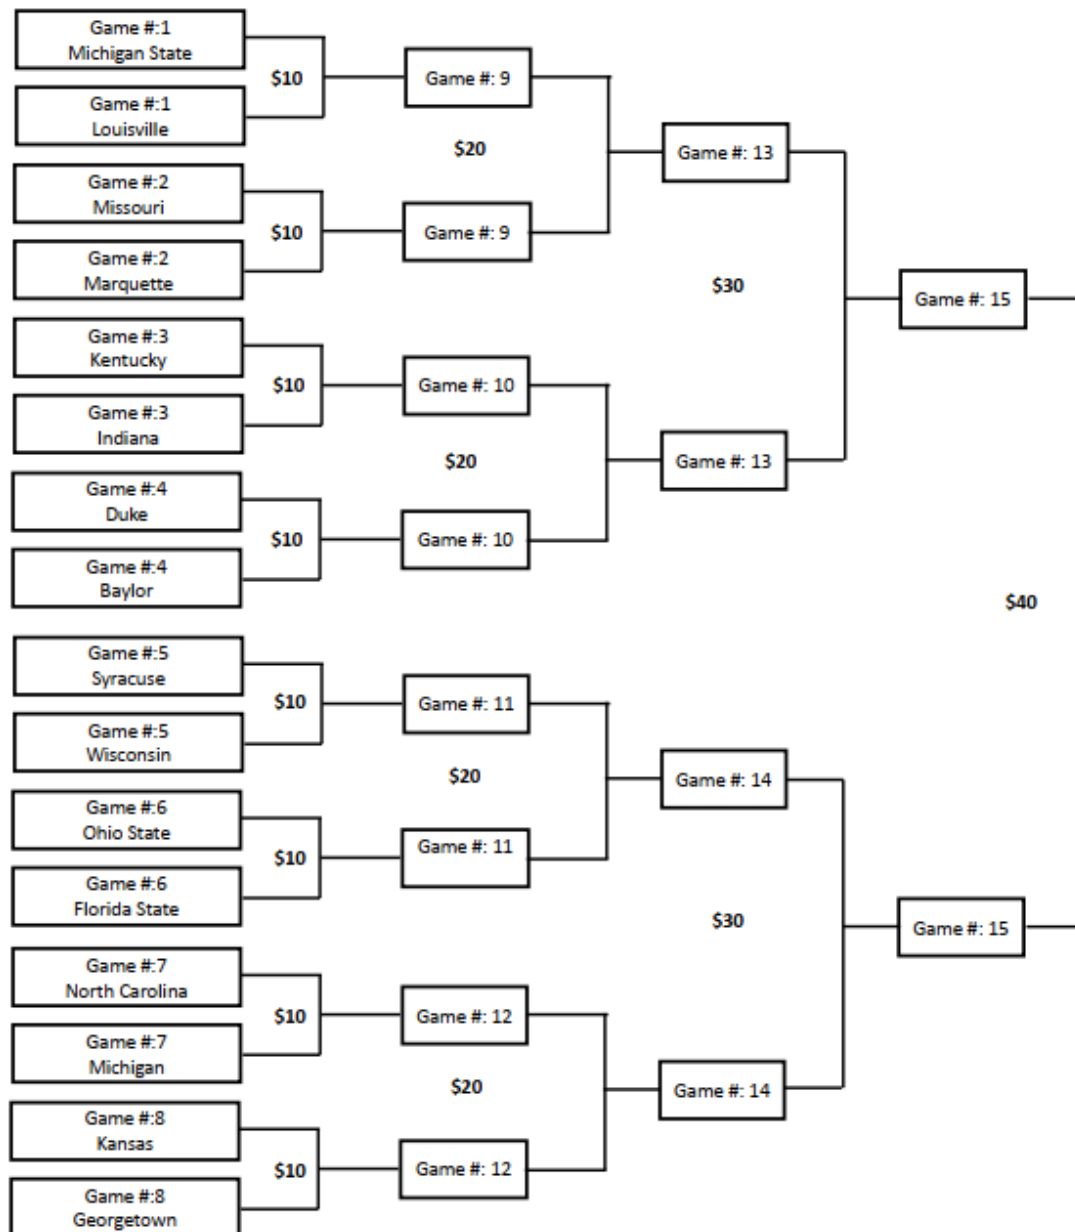 Game #:1
Michigan State
$10
Game #:1
Louisville
Game #: 9
$20
Game #:2
Missouri
$10
Game #:2
Marquette
Game #: 9
Game #: 13
$30
Game #:3
Kentucky
$10
Game #:3
Indiana
Game #: 10
$20
Game #:4
Duke
$10
Game #:4
Baylor
Game #: 10
Game #: 13
Game #: 15
$40
Game #:5
Syracuse
$10
Game #:5
Wisconsin
Game #: 11
$20
Game #:6
Ohio State
$10
Game #:6
Florida State
Game #: 11
Game #: 14
$30
Game #:7
North Carolina
$10
Game #:7
Michigan
Game #: 12
$20
Game #:8
Kansas
$10
Game #:8
Georgetown
Game #: 12
Game #: 14
Game #: 15